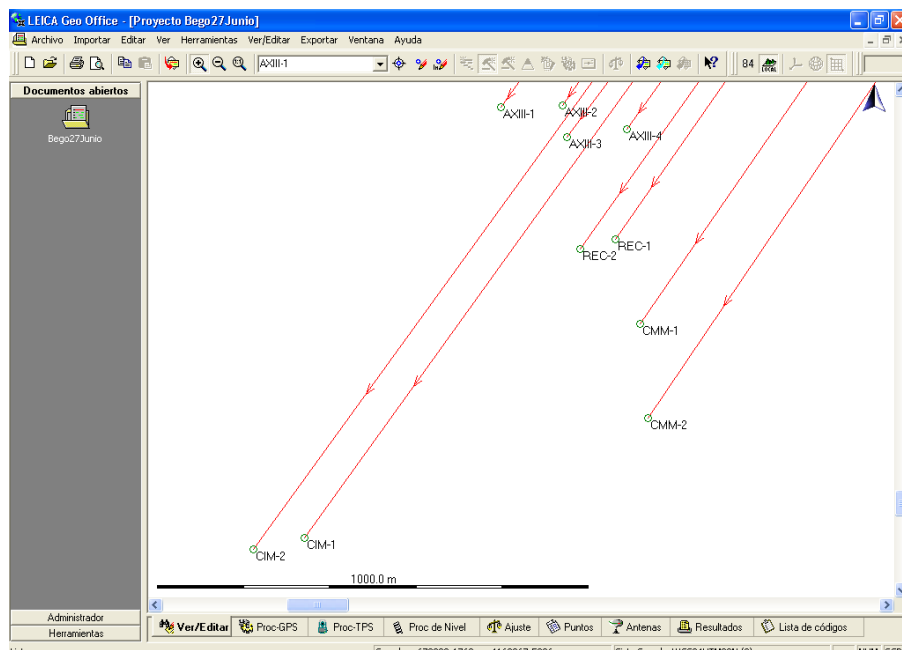 LEICA Geo Office - [Proyecto Bego27Junio]
Archivo Importar Editar Ver Herramientas Ver/Editar Exportar Ventana Ayuda
AXIII-1
84
LOCAL
Documentos abiertos
Bego27Junio
AXIII-1
AXIII-2
AXIII-3
AXIII-4
REC-1
REC-2
CMM-1
CMM-2
CIM-1
CIM-2
1000.0 m
Administrador
Herramientas
Ver/Editar Proc-GPS Proc-TPS Proc de Nivel Ajuste Puntos Antenas Resultados Lista de códigos